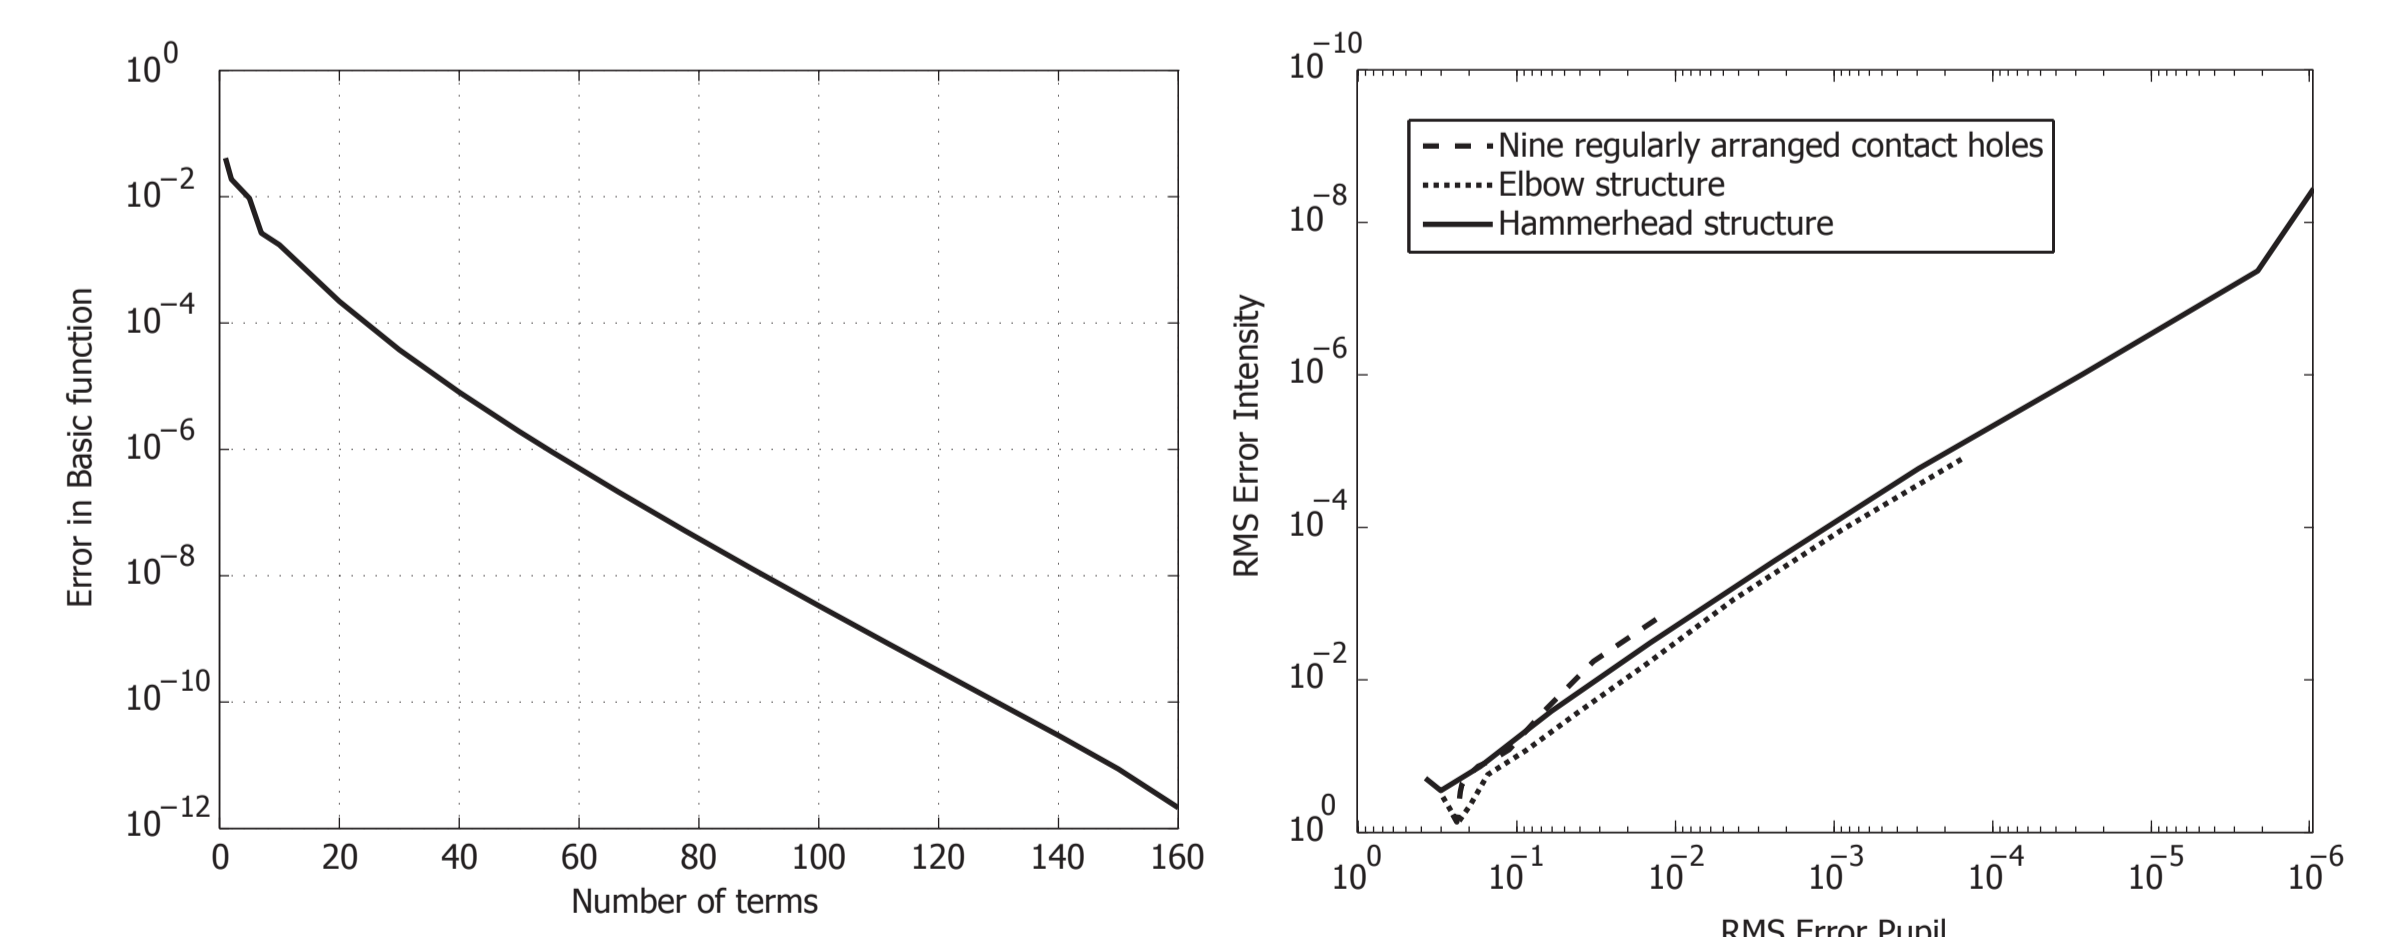 10^0
10^−2
10^−4
10^−6
10^−8
10^−10
10^−12
Error in Basic function
0 20 40 60 80 100 120 140 160
Number of terms
10^−10
10^−8
10^−6
10^−4
10^−2
10^0
RMS Error Intensity
Nine regularly arranged contact holes
Elbow structure
Hammerhead structure
10^0 10^−1 10^−2 10^−3 10^−4 10^−5 10^−6
RMS Error Pupil